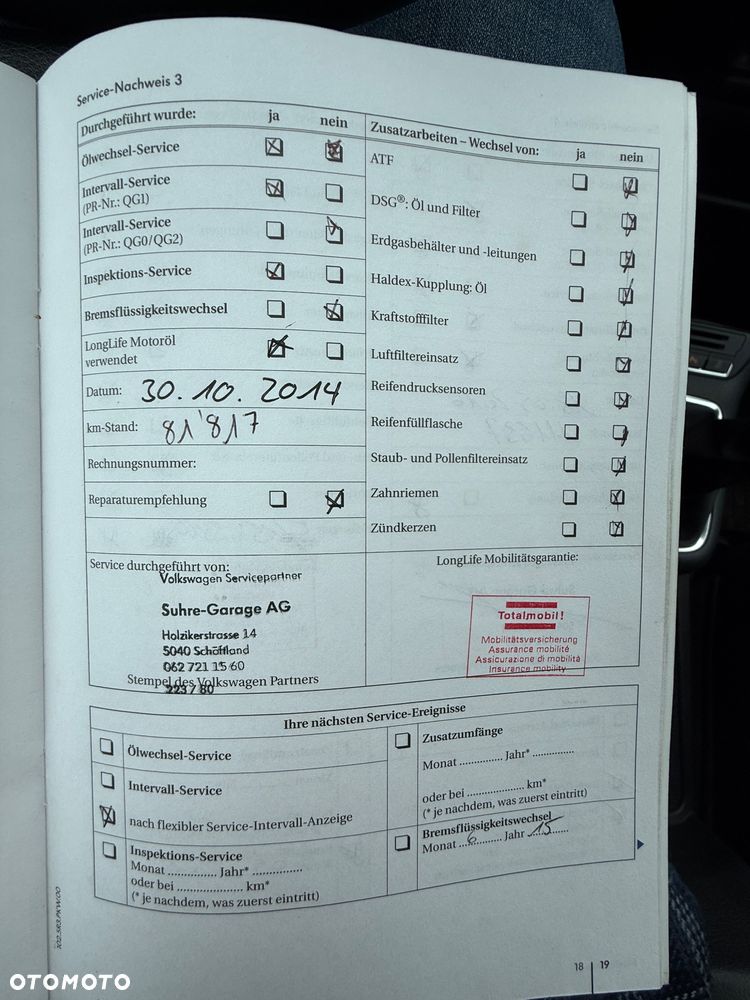 Service-Nachweis 3
Durchgeführt wurde: ja nein
Ölwechsel-Service
Intervall-Service
(PR-Nr.: QG1)
Intervall-Service
(PR-Nr.: QG0/QG2)
Inspektions-Service
Bremsflüssigkeitswechsel
LongLife Motoröl
verwendet
Datum: 30.10.2014
km-Stand: 81'817
Rechnungsnummer:
Reparaturempfehlung
Zusatzarbeiten – Wechsel von: ja nein
ATF
DSG®: Öl und Filter
Erdgasbehälter und -leitungen
Haldex-Kupplung: Öl
Kraftstofffilter
Luftfiltereinsatz
Reifendrucksensoren
Reifenfüllflasche
Staub- und Pollenfiltereinsatz
Zahnriemen
Zündkerzen
Service durchgeführt von:
Volkswagen Servicepartner
Suhre-Garage AG
Holzikerstrasse 14
5040 Schöftland
062 721 15 60
Stempel des Volkswagen Partners
223 / 80
LongLife Mobilitätsgarantie:
Totalmobil!
Mobilitätsversicherung
Assurance mobilité
Assicurazione di mobilità
Insurance mobility
Ihre nächsten Service-Ereignisse
Ölwechsel-Service
Intervall-Service
nach flexibler Service-Intervall-Anzeige
Inspektions-Service
Monat .............. Jahr* ..............
oder bei .................... km*
(* je nachdem, was zuerst eintritt)
Zusatzumfänge
Monat .............. Jahr* ..............
oder bei .................... km*
(* je nachdem, was zuerst eintritt)
Bremsflüssigkeitswechsel
Monat ...6....... Jahr ..15..........
102.5R3.PKW.00
18 19
OTOMOTO